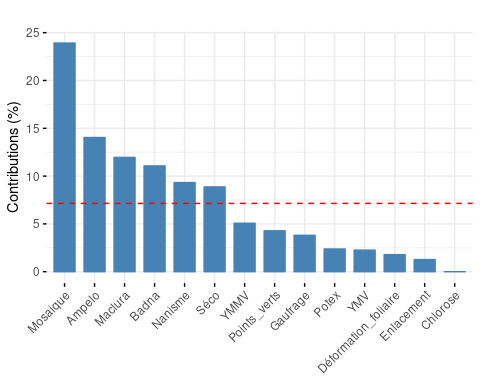 25
20
15
10
5
0
Contributions (%)
Mosaique
Ampelo
Maclura
Badna
Nanisme
Séco
YMMV
Points_verts
Gaufrage
Potex
YMV
Déformation_foliaire
Enlacement
Chlorose